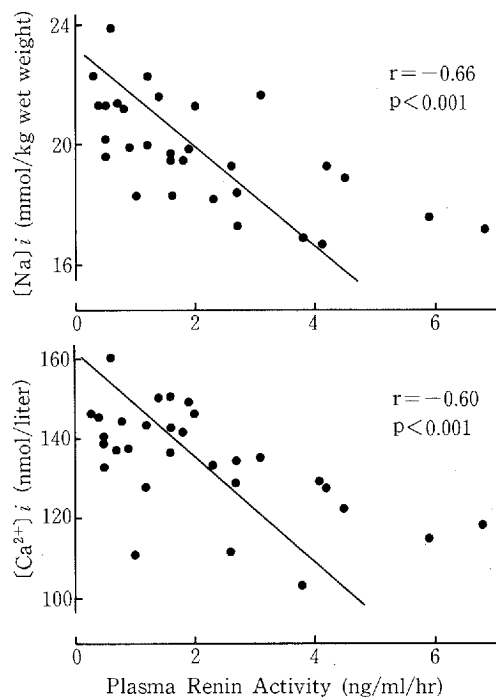 24
20
16
[Na]i (mmol/kg wet weight)
r=−0.66
p<0.001
0 2 4 6
160
140
120
100
[Ca²⁺]i (nmol/liter)
r=−0.60
p<0.001
0 2 4 6
Plasma Renin Activity (ng/ml/hr)